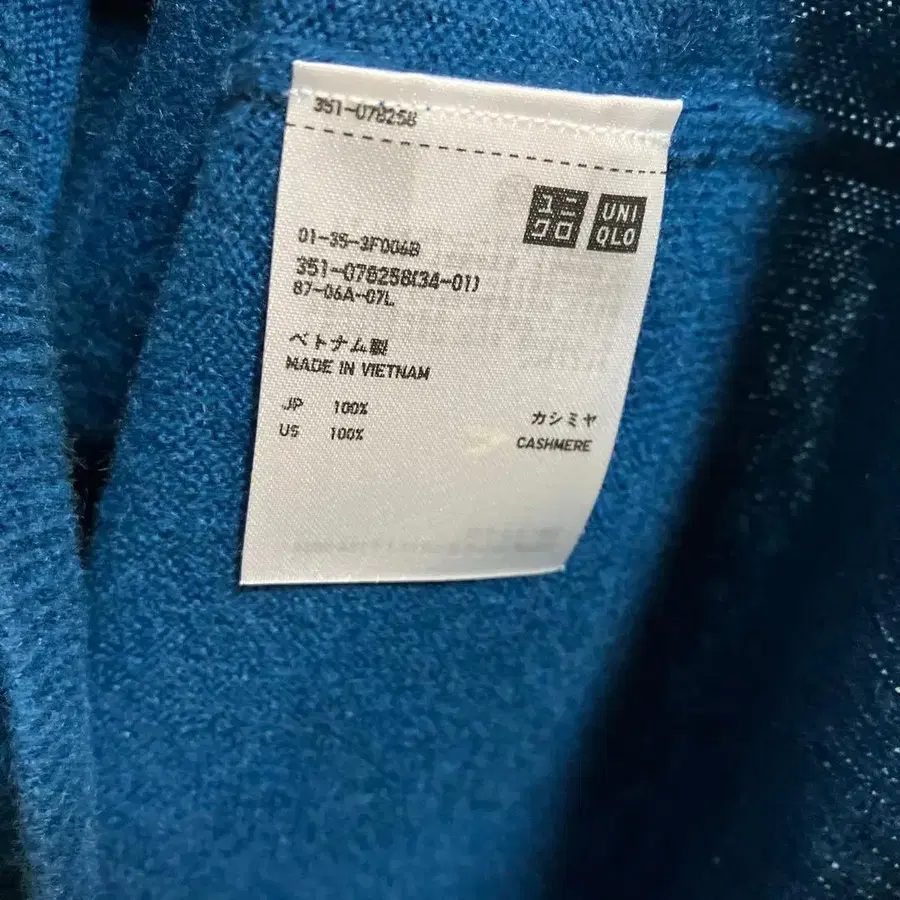 351-078258
ユニ
クロ
UNI
QLO
01-35-3F006B
351-078258(34-01)
87-06A-07L
ベトナム製
MADE IN VIETNAM
JP 100% カシミヤ
US 100% CASHMERE